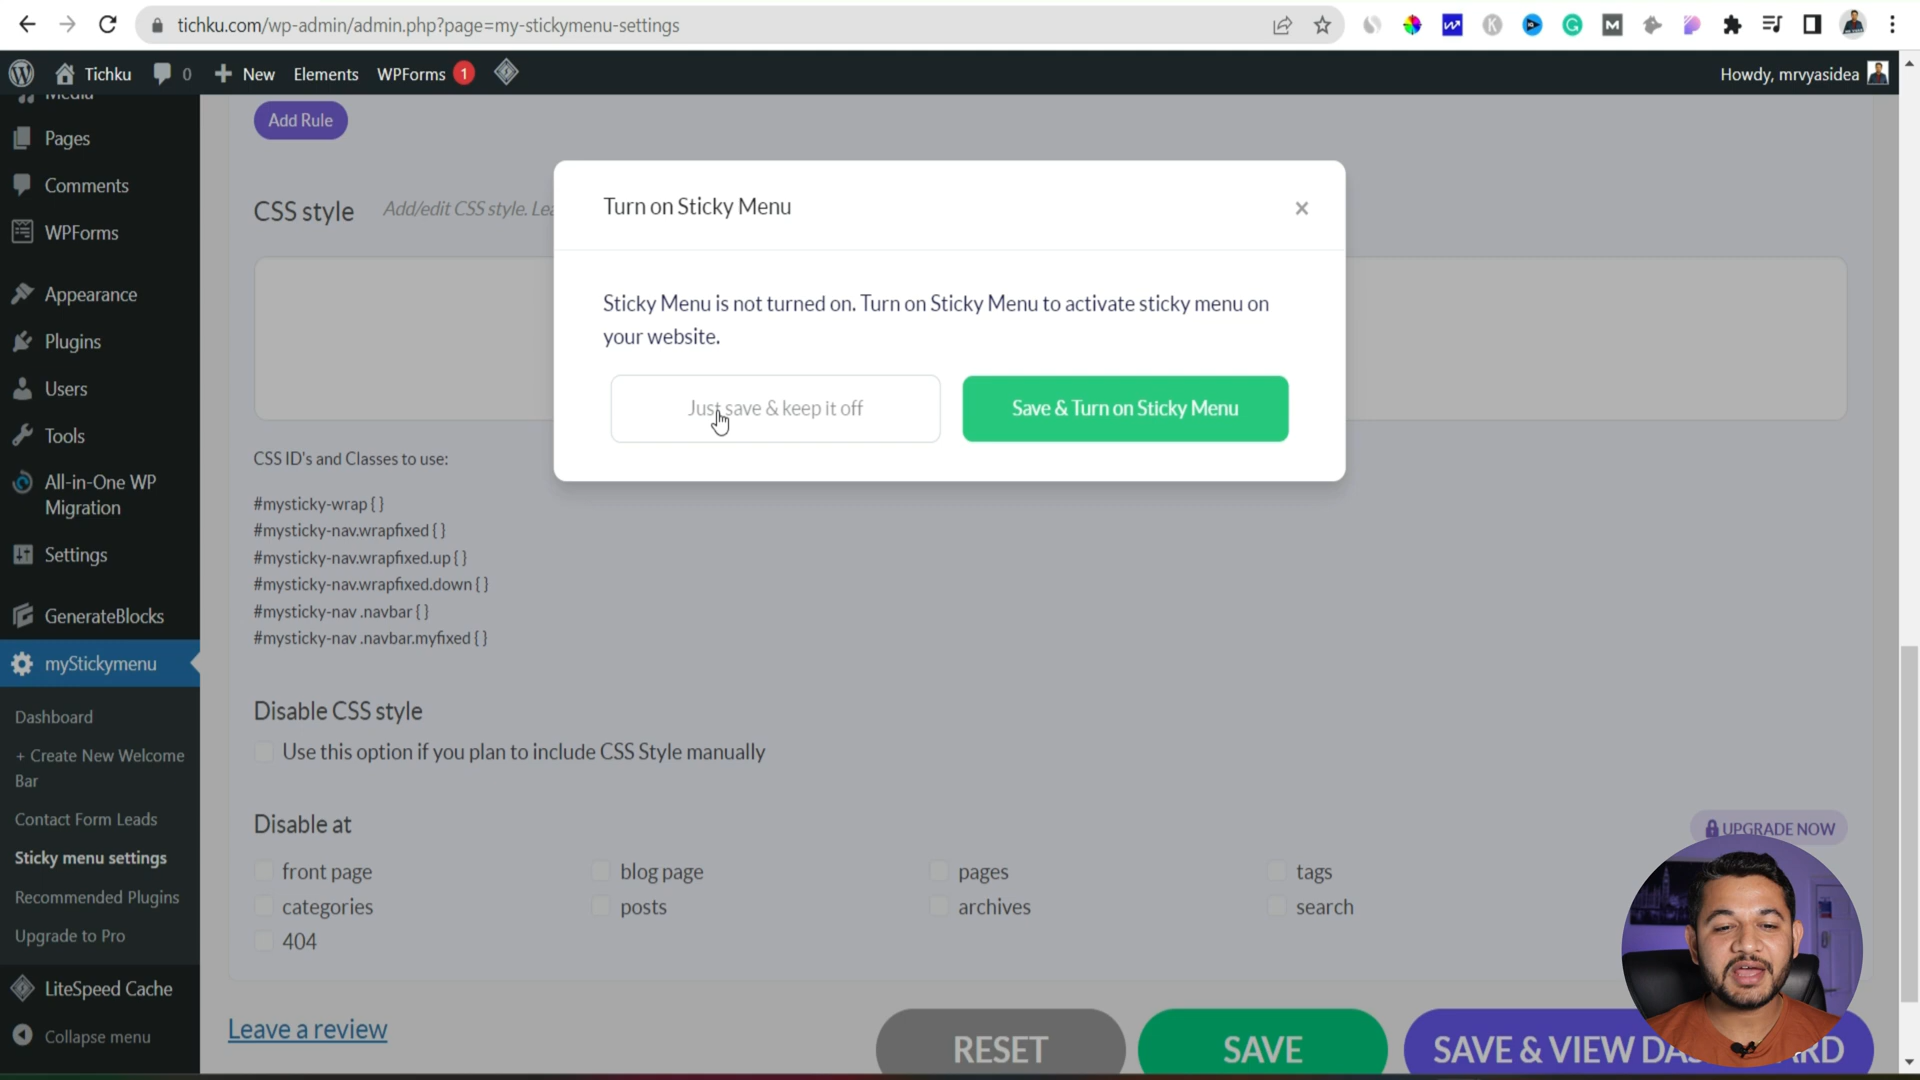 tichku.com/wp-admin/admin.php?page=my-stickymenu-settings
Tichku
0
New
Elements
WPForms
1
Howdy, mrvyasidea
Media
Pages
Comments
WPForms
Appearance
Plugins
Users
Tools
All-in-One WP
Migration
Settings
GenerateBlocks
myStickymenu
Dashboard
+ Create New Welcome
Bar
Contact Form Leads
Sticky menu settings
Recommended Plugins
Upgrade to Pro
LiteSpeed Cache
Collapse menu
Add Rule
CSS style
Add/edit CSS style.
Turn on Sticky Menu
×
Sticky Menu is not turned on. Turn on Sticky Menu to activate sticky menu on
your website.
Just save & keep it off
Save & Turn on Sticky Menu
CSS ID's and Classes to use:
#mysticky-wrap { }
#mysticky-nav.wrapfixed { }
#mysticky-nav.wrapfixed.up { }
#mysticky-nav.wrapfixed.down { }
#mysticky-nav .navbar { }
#mysticky-nav .navbar.myfixed { }
Disable CSS style
Use this option if you plan to include CSS Style manually
Disable at
UPGRADE NOW
front page
blog page
pages
tags
categories
posts
archives
search
404
Leave a review
RESET
SAVE
SAVE & VIEW